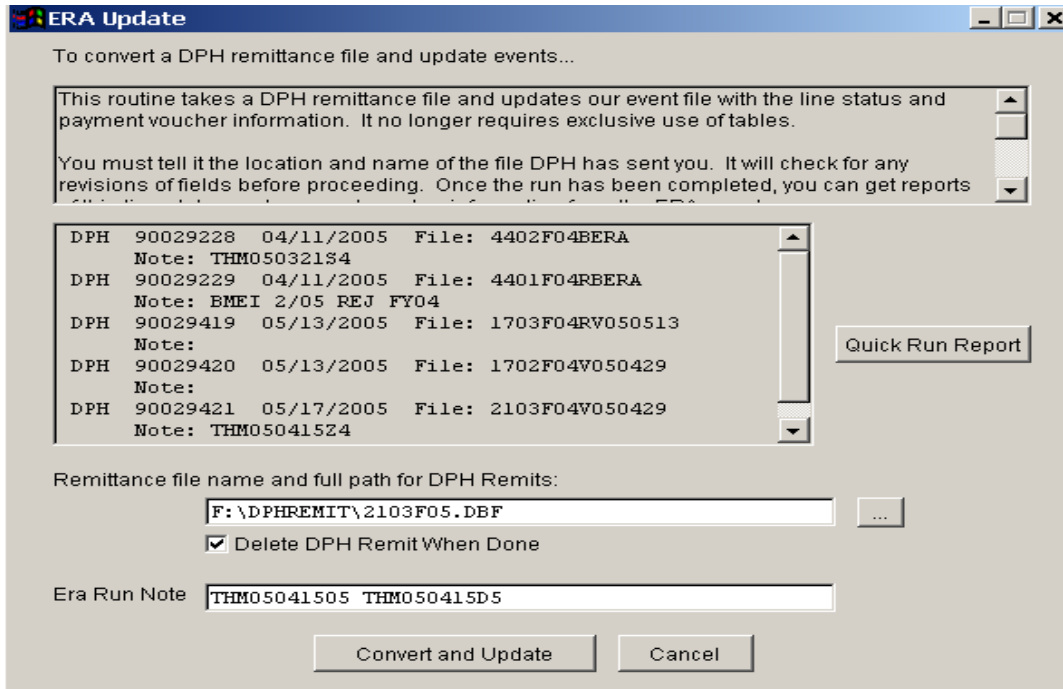 ERA Update
To convert a DPH remittance file and update events...
This routine takes a DPH remittance file and updates our event file with the line status and
payment voucher information. It no longer requires exclusive use of tables.
You must tell it the location and name of the file DPH has sent you. It will check for any
revisions of fields before proceeding. Once the run has been completed, you can get reports
DPH 90029228 04/11/2005 File: 4402F04BERA
Note: THM050321S4
DPH 90029229 04/11/2005 File: 4401F04RBERA
Note: BMEI 2/05 REJ FY04
DPH 90029419 05/13/2005 File: 1703F04RV050513
Note:
DPH 90029420 05/13/2005 File: 1702F04V050429
Note:
DPH 90029421 05/17/2005 File: 2103F04V050429
Note: THM050415Z4
Quick Run Report
Remittance file name and full path for DPH Remits:
F:\DPHREMIT\2103F05.DBF
...
Delete DPH Remit When Done
Era Run Note THM05041505 THM050415D5
Convert and Update Cancel